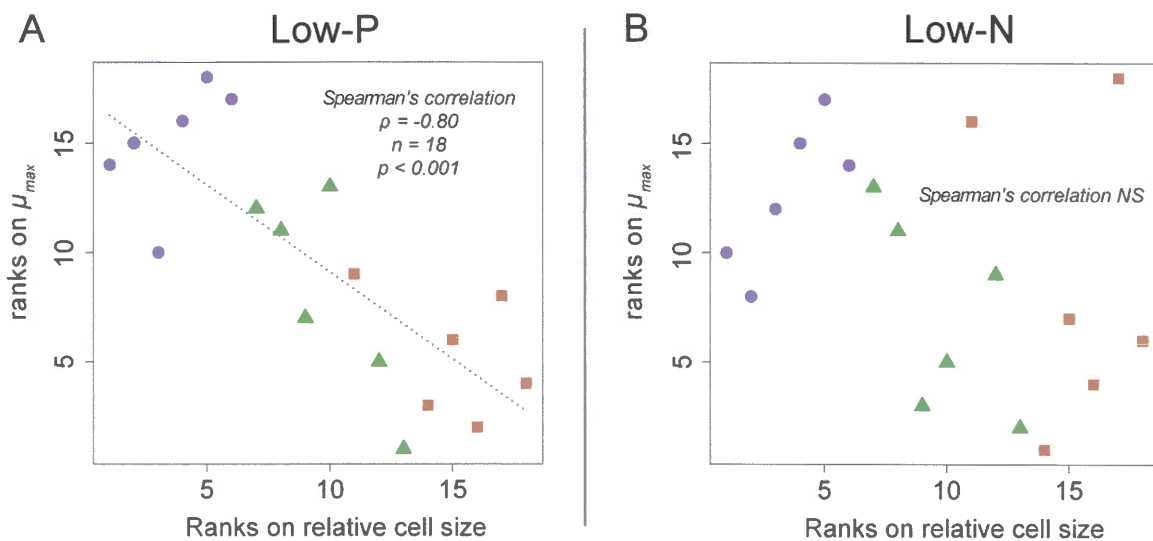 A
Low-P
Spearman's correlation
ρ = -0.80
n = 18
p < 0.001
ranks on μmax
15
10
5
5
10
15
Ranks on relative cell size
B
Low-N
Spearman's correlation NS
ranks on μmax
15
10
5
5
10
15
Ranks on relative cell size